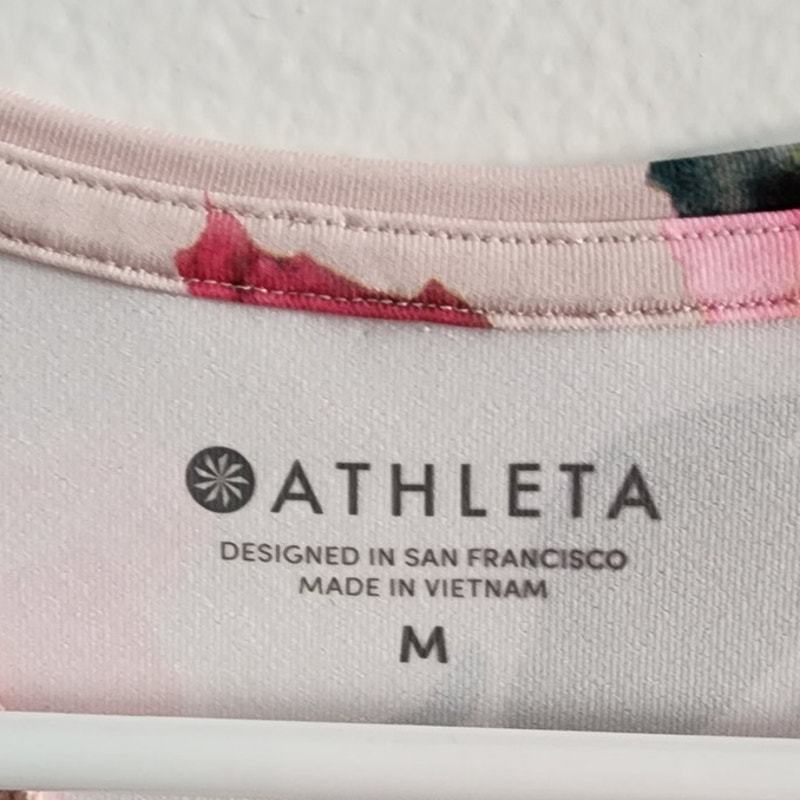 ATHLETA
DESIGNED IN SAN FRANCISCO
MADE IN VIETNAM
M